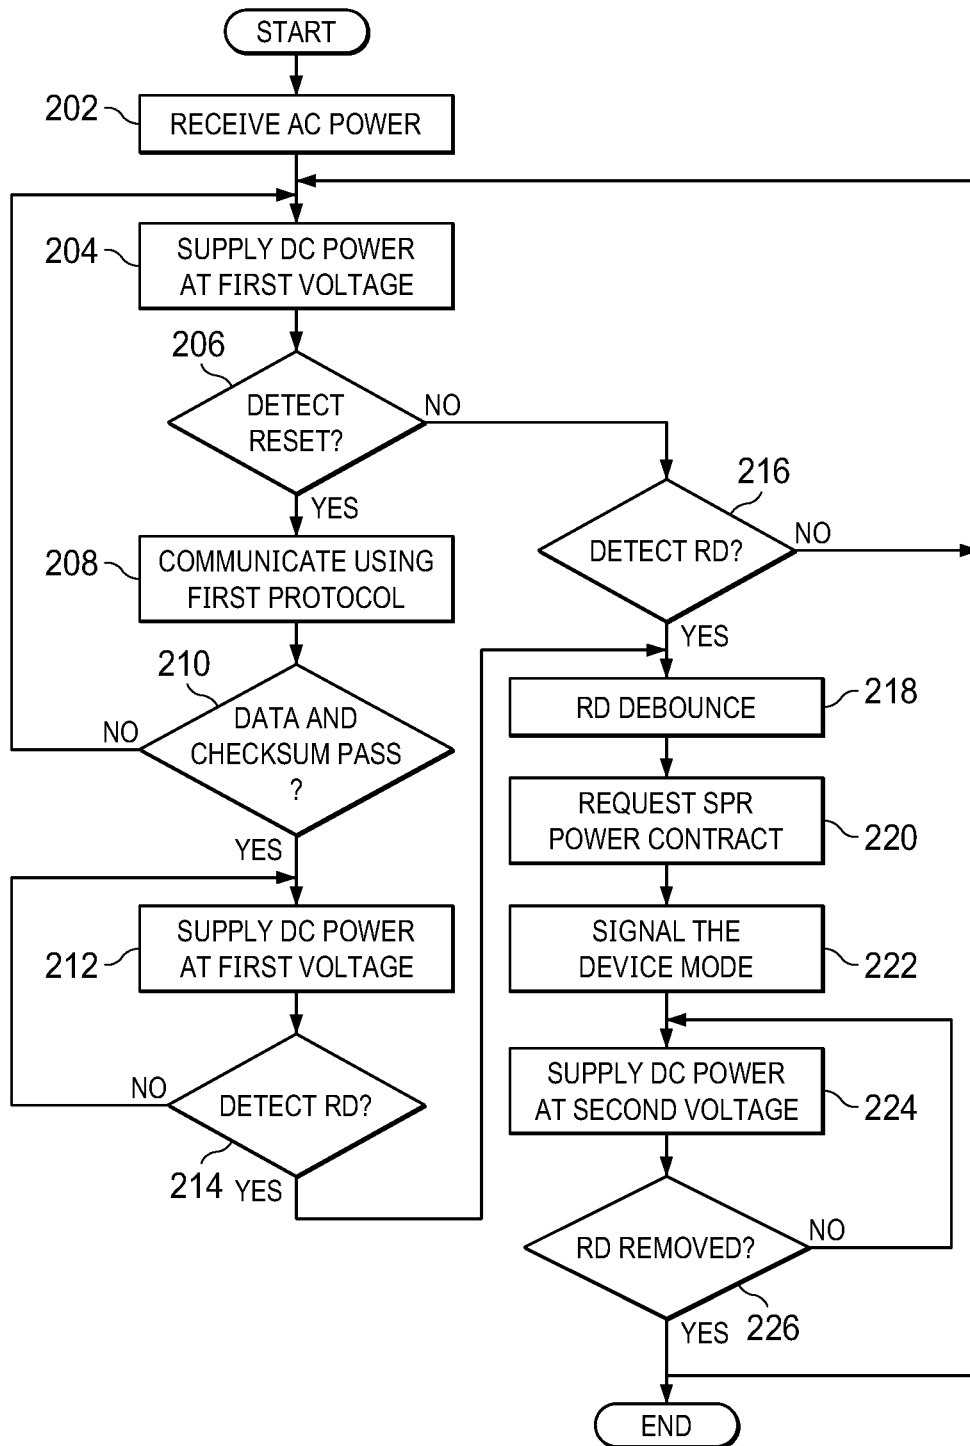 START
202
RECEIVE AC POWER
204
SUPPLY DC POWER
AT FIRST VOLTAGE
206
DETECT
RESET?
NO
YES
208
COMMUNICATE USING
FIRST PROTOCOL
210
DATA AND
CHECKSUM PASS
?
NO
YES
212
SUPPLY DC POWER
AT FIRST VOLTAGE
DETECT RD?
NO
214
YES
216
DETECT RD?
NO
YES
RD DEBOUNCE
218
REQUEST SPR
POWER CONTRACT
220
SIGNAL THE
DEVICE MODE
222
SUPPLY DC POWER
AT SECOND VOLTAGE
224
RD REMOVED?
NO
226
YES
END